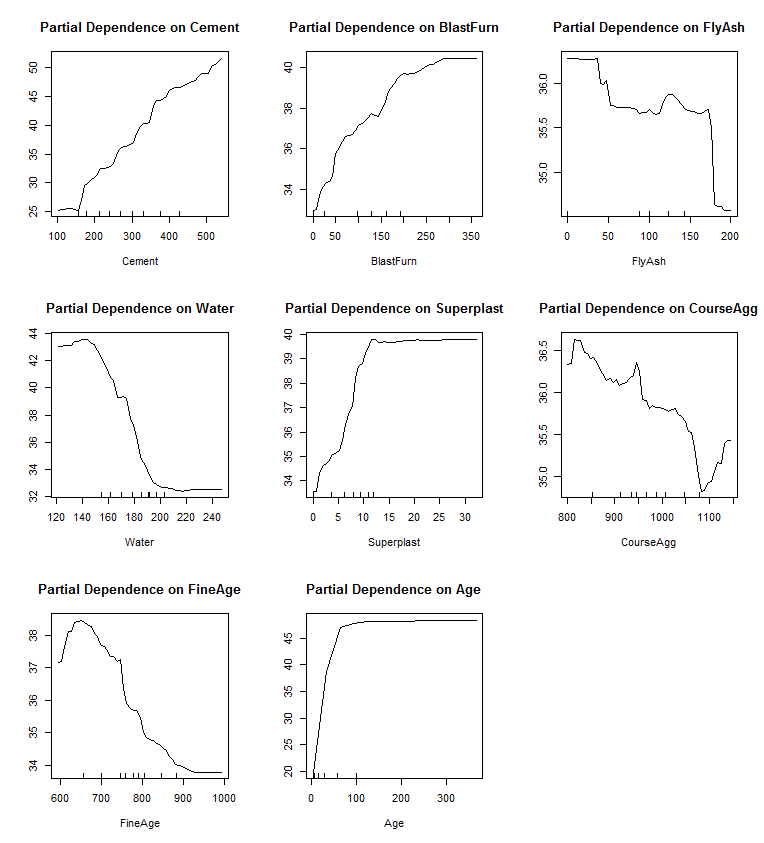 Partial Dependence on Cement
50
45
40
35
30
25
100 200 300 400 500
Cement
Partial Dependence on BlastFurn
40
38
36
34
0 50 150 250 350
BlastFurn
Partial Dependence on FlyAsh
36.0
35.5
35.0
0 50 100 150 200
FlyAsh
Partial Dependence on Water
44
42
40
38
36
34
32
120 140 160 180 200 220 240
Water
Partial Dependence on Superplast
40
39
38
37
36
35
34
0 5 10 15 20 25 30
Superplast
Partial Dependence on CourseAgg
36.5
36.0
35.5
35.0
800 900 1000 1100
CourseAgg
Partial Dependence on FineAge
38
37
36
35
34
600 700 800 900 1000
FineAge
Partial Dependence on Age
45
40
35
30
25
20
0 100 200 300
Age